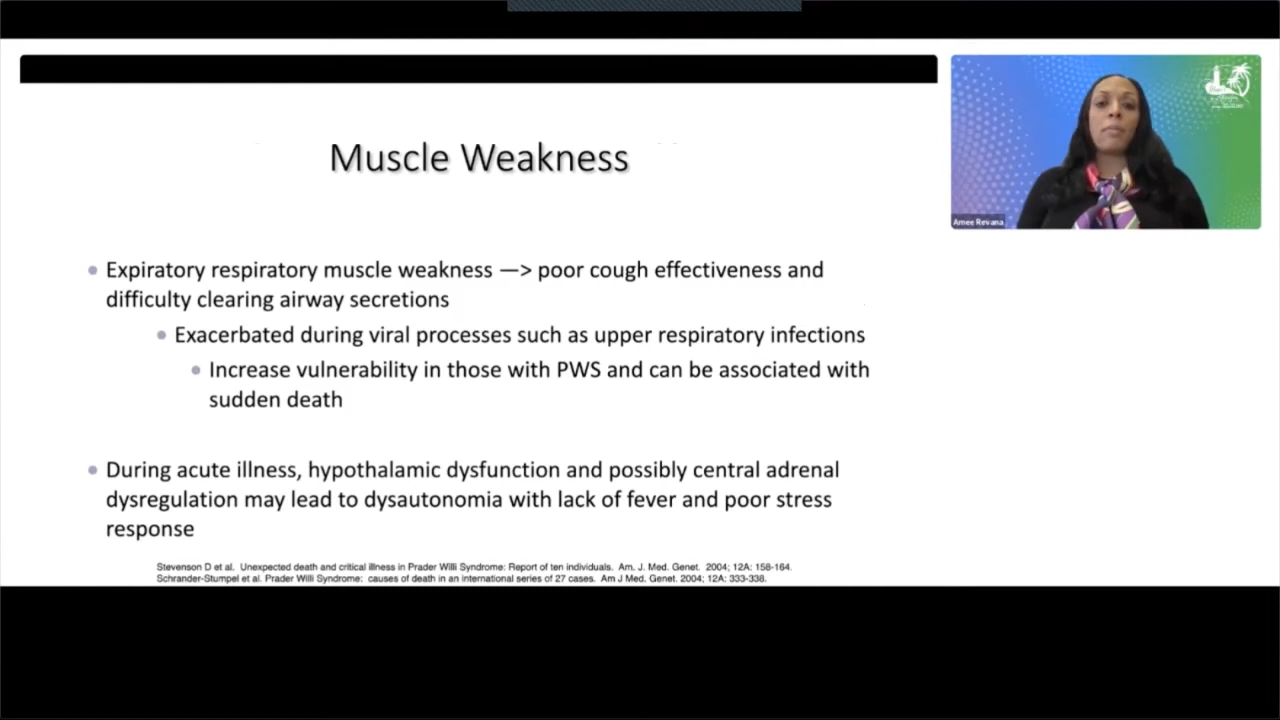 Muscle Weakness
Amee Revana
Expiratory respiratory muscle weakness —> poor cough effectiveness and
difficulty clearing airway secretions
Exacerbated during viral processes such as upper respiratory infections
Increase vulnerability in those with PWS and can be associated with
sudden death
During acute illness, hypothalamic dysfunction and possibly central adrenal
dysregulation may lead to dysautonomia with lack of fever and poor stress
response
Stevenson D et al. Unexpected death and critical illness in Prader Willi Syndrome: Report of ten individuals. Am. J. Med. Genet. 2004; 12A: 158-164.
Schrander-Stumpel et al. Prader Willi Syndrome: causes of death in an international series of 27 cases. Am J Med. Genet. 2004; 12A: 333-338.